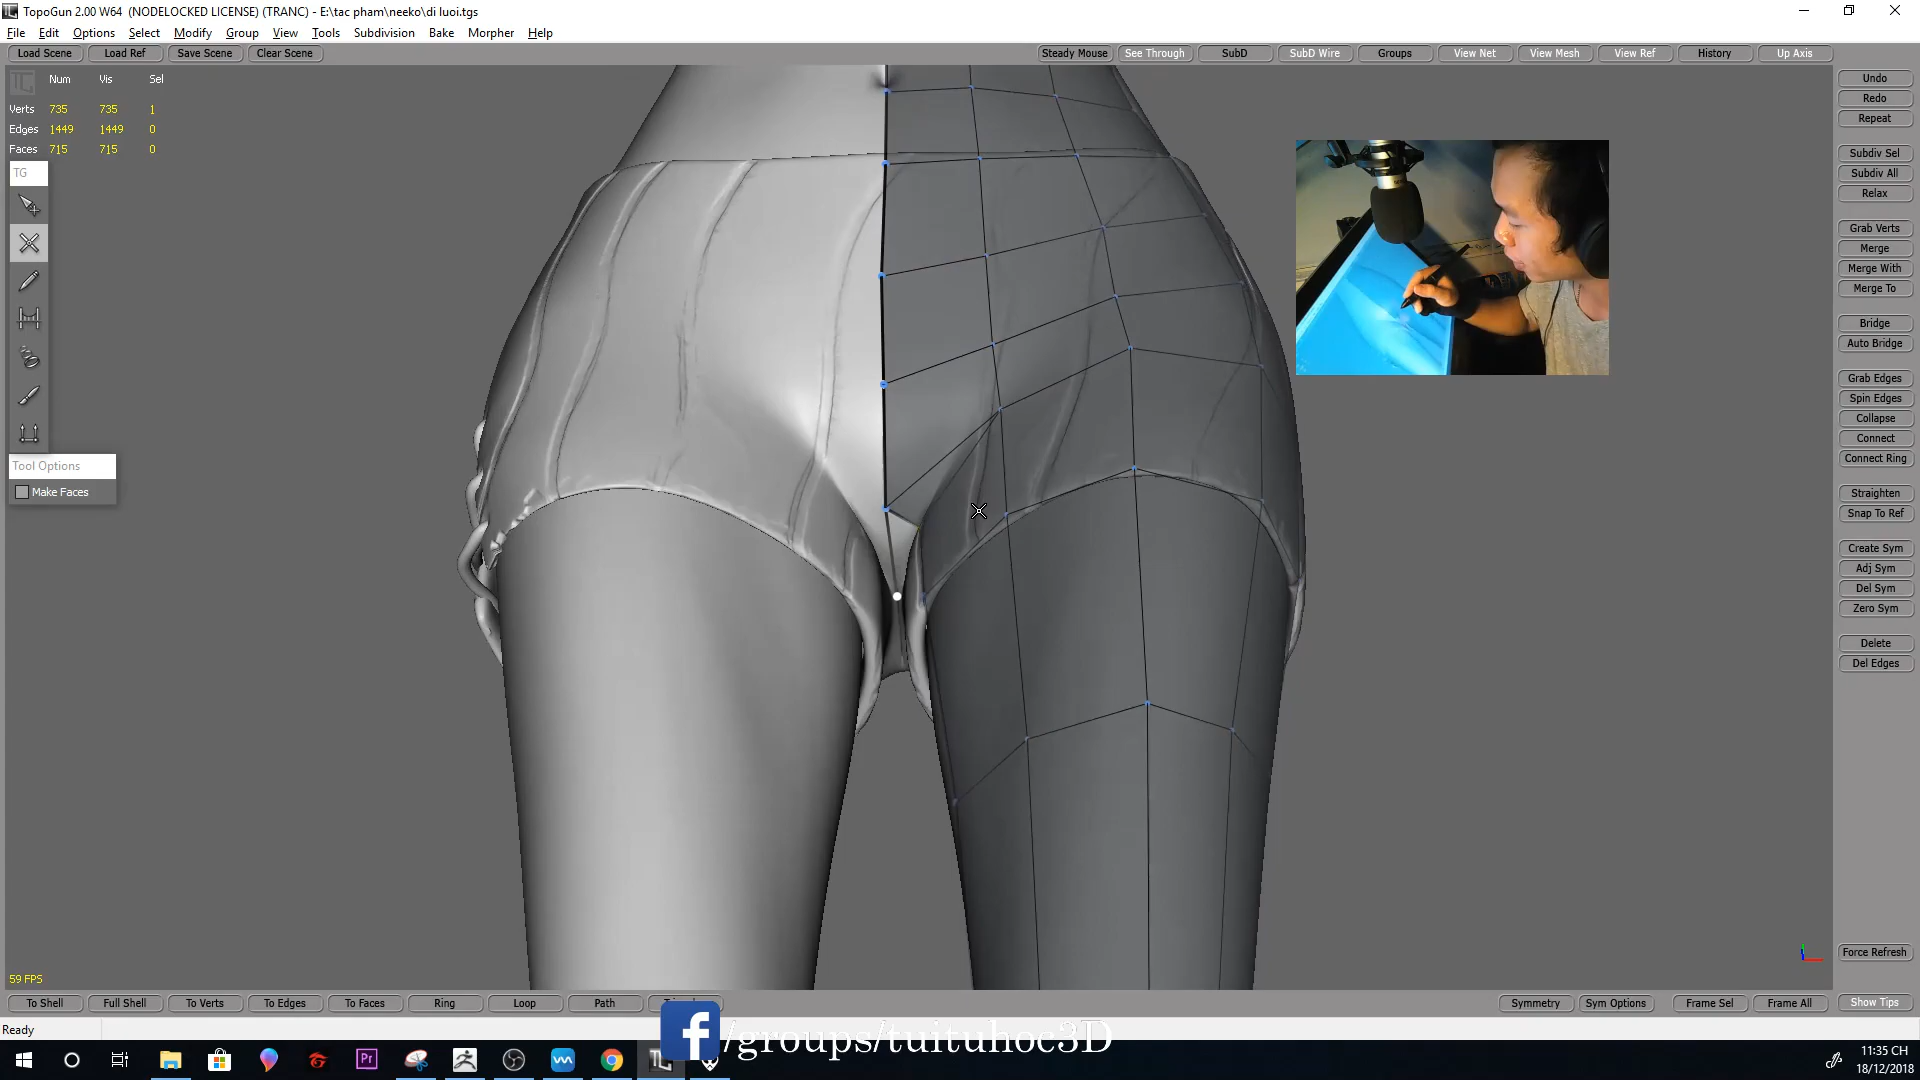 TopoGun 2.00 W64 (NODELOCKED LICENSE) (TRANC) - E:\tac pham\neeko\di luoi.tgs
File Edit Options Select Modify Group View Tools Subdivision Bake Morpher Help
Load Scene Load Ref Save Scene Clear Scene Steady Mouse See Through SubD SubD Wire Groups View Net View Mesh View Ref History Up Axis
Num Vis Sel
Verts 735 735 1
Edges 1449 1449 0
Faces 715 715 0
TG
Tool Options
Make Faces
Undo
Redo
Repeat
Subdiv Sel
Subdiv All
Relax
Grab Verts
Merge
Merge With
Merge To
Bridge
Auto Bridge
Grab Edges
Spin Edges
Collapse
Connect
Connect Ring
Straighten
Snap To Ref
Create Sym
Adj Sym
Del Sym
Zero Sym
Delete
Del Edges
Force Refresh
59 FPS
To Shell Full Shell To Verts To Edges To Faces Ring Loop Path Symmetry Sym Options Frame Sel Frame All Show Tips
Ready
f /groups/tuituhoc3D
Pr
11:35 CH
18/12/2018